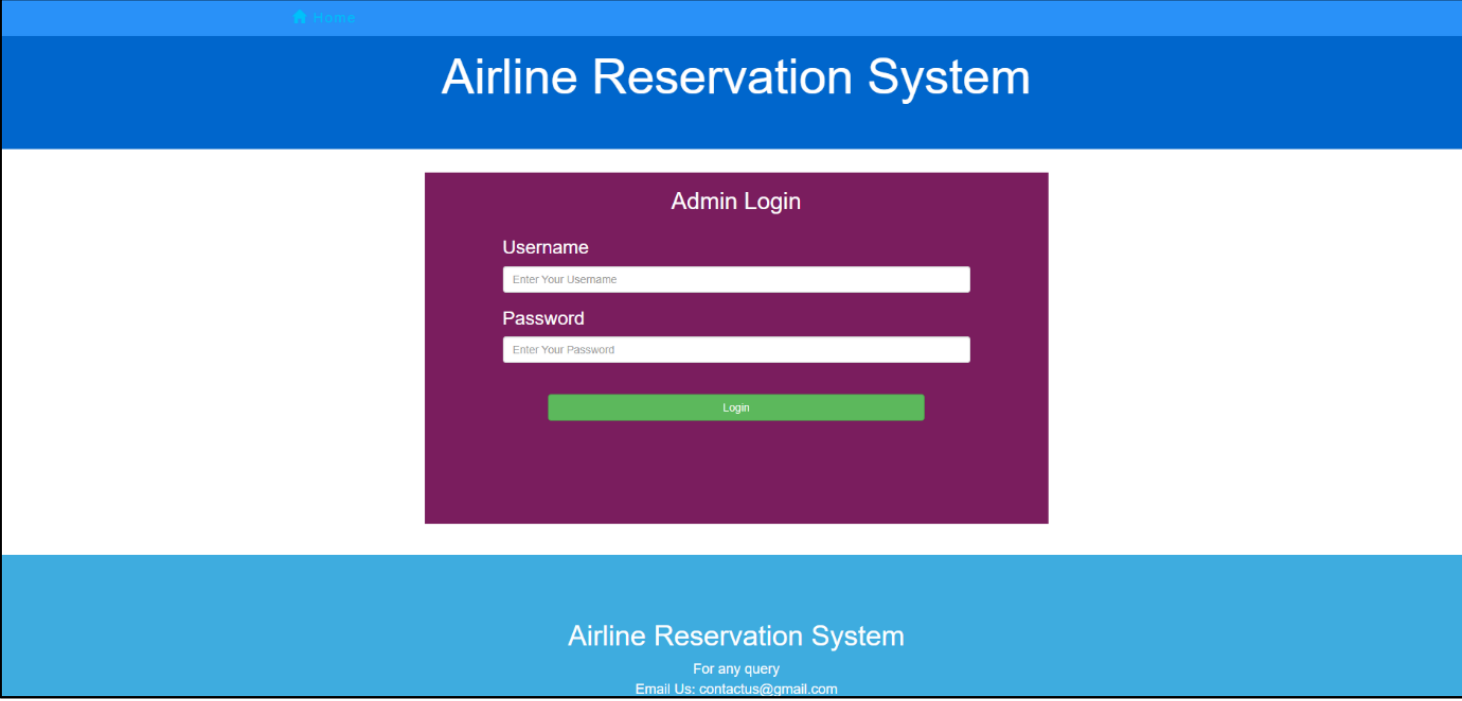 Home
Airline Reservation System
Admin Login
Username
Enter Your Username
Password
Enter Your Password
Login
Airline Reservation System
For any query
Email Us: contactus@gmail.com